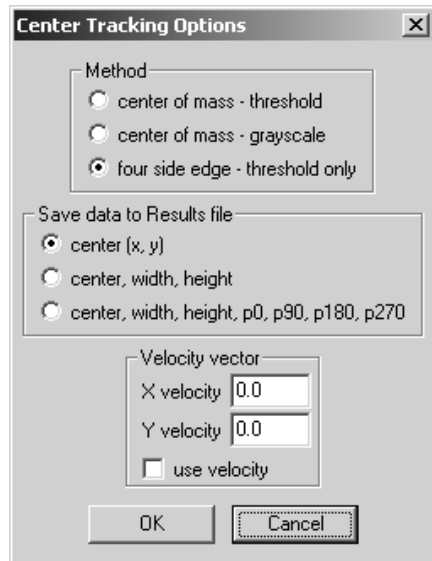 Center Tracking Options
Method
center of mass - threshold
center of mass - grayscale
four side edge - threshold only
Save data to Results file
center (x, y)
center, width, height
center, width, height, p0, p90, p180, p270
Velocity vector
X velocity 0.0
Y velocity 0.0
use velocity
OK Cancel